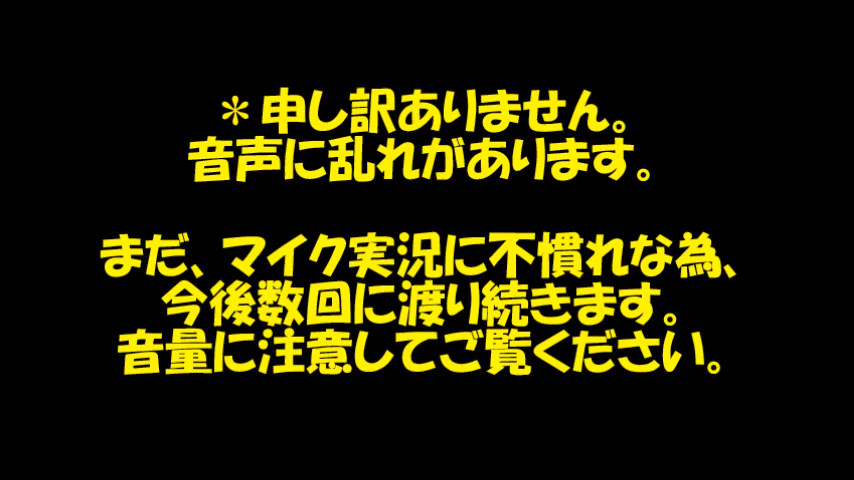 ＊申し訳ありません。
音声に乱れがあります。
まだ、マイク実況に不慣れな為、
今後数回に渡り続きます。
音量に注意してご覧ください。